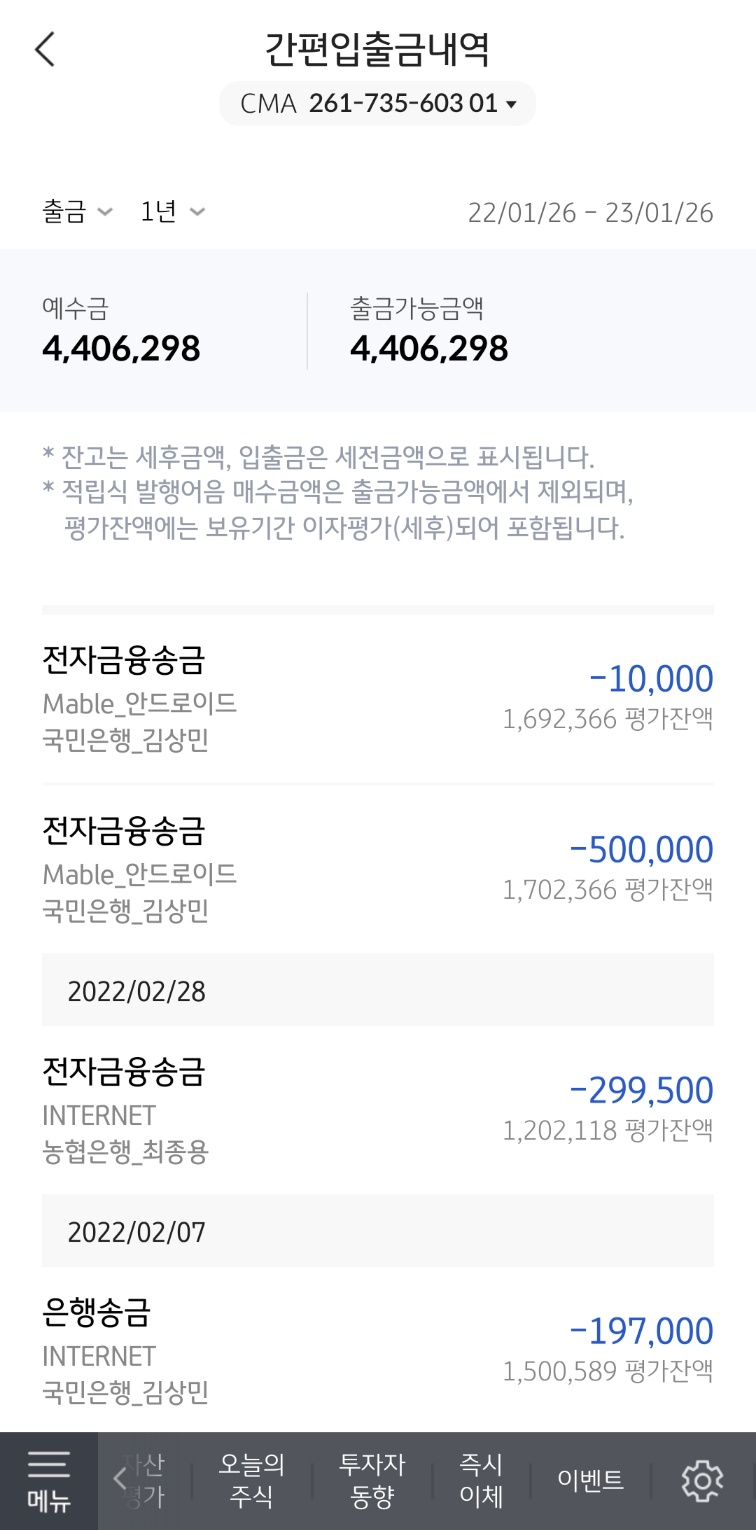 간편입출금내역
CMA 261-735-603 01
출금 1년 22/01/26 - 23/01/26
예수금 출금가능금액
4,406,298 4,406,298
* 잔고는 세후금액, 입출금은 세전금액으로 표시됩니다.
* 적립식 발행어음 매수금액은 출금가능금액에서 제외되며,
평가잔액에는 보유기간 이자평가(세후)되어 포함됩니다.
전자금융송금
-10,000
Mable_안드로이드
1,692,366 평가잔액
국민은행_김상민
전자금융송금
-500,000
Mable_안드로이드
1,702,366 평가잔액
국민은행_김상민
2022/02/28
전자금융송금
-299,500
INTERNET
1,202,118 평가잔액
농협은행_최종용
2022/02/07
은행송금
-197,000
INTERNET
1,500,589 평가잔액
국민은행_김상민
메뉴
자산
평가
오늘의
주식
투자자
동향
즉시
이체
이벤트